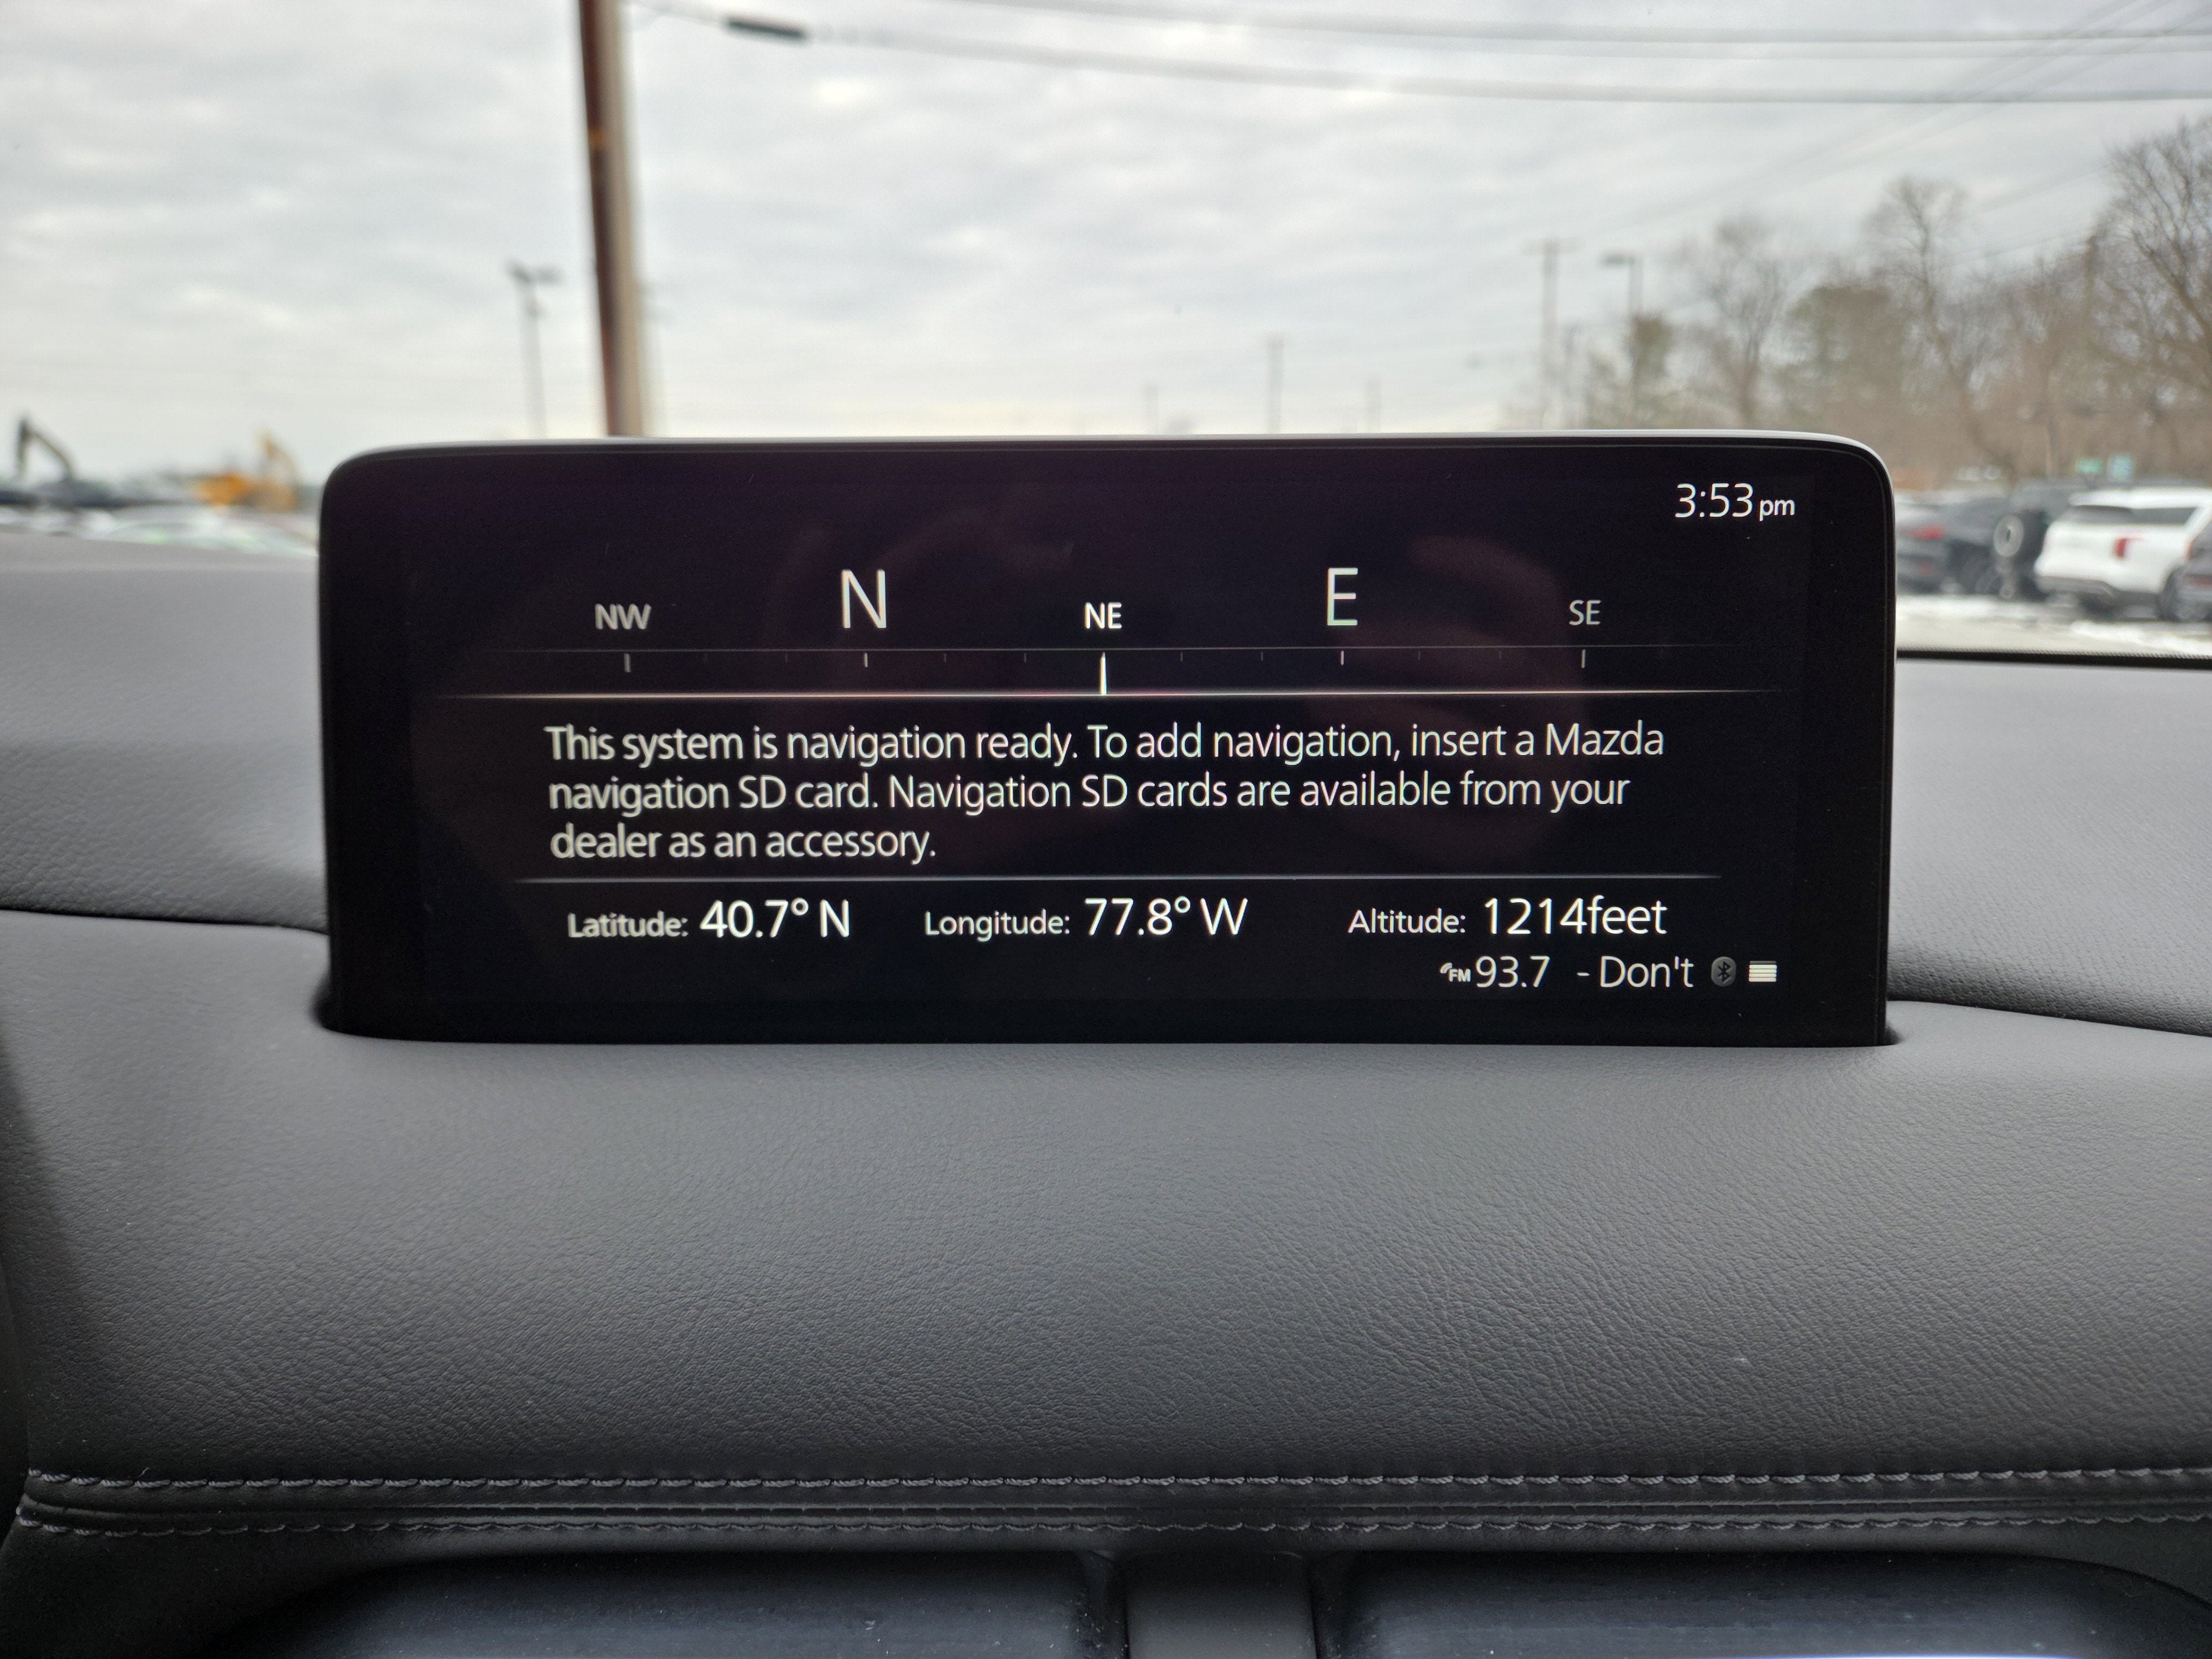 3:53 pm
NW N NE E SE
This system is navigation ready. To add navigation, insert a Mazda
navigation SD card. Navigation SD cards are available from your
dealer as an accessory.
Latitude: 40.7° N Longitude: 77.8° W Altitude: 1214feet
FM 93.7 - Don't